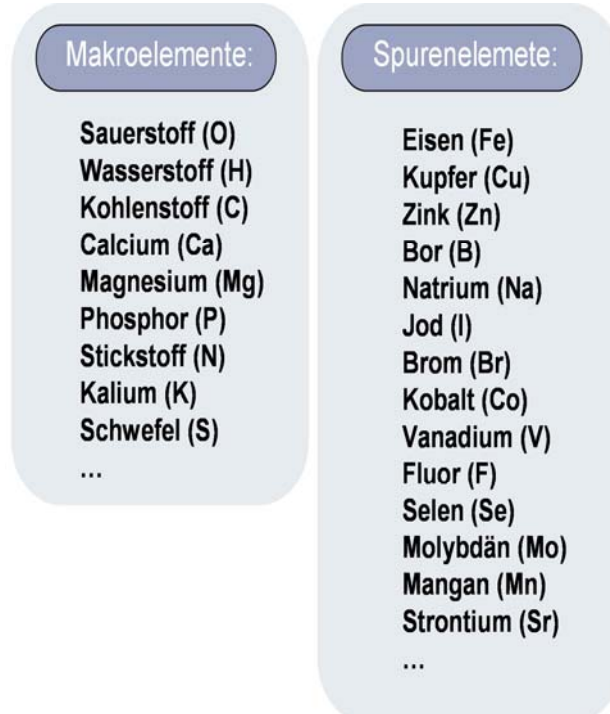 Makroelemente:
Sauerstoff (O)
Wasserstoff (H)
Kohlenstoff (C)
Calcium (Ca)
Magnesium (Mg)
Phosphor (P)
Stickstoff (N)
Kalium (K)
Schwefel (S)
...
Spurenelemete:
Eisen (Fe)
Kupfer (Cu)
Zink (Zn)
Bor (B)
Natrium (Na)
Jod (I)
Brom (Br)
Kobalt (Co)
Vanadium (V)
Fluor (F)
Selen (Se)
Molybdän (Mo)
Mangan (Mn)
Strontium (Sr)
...